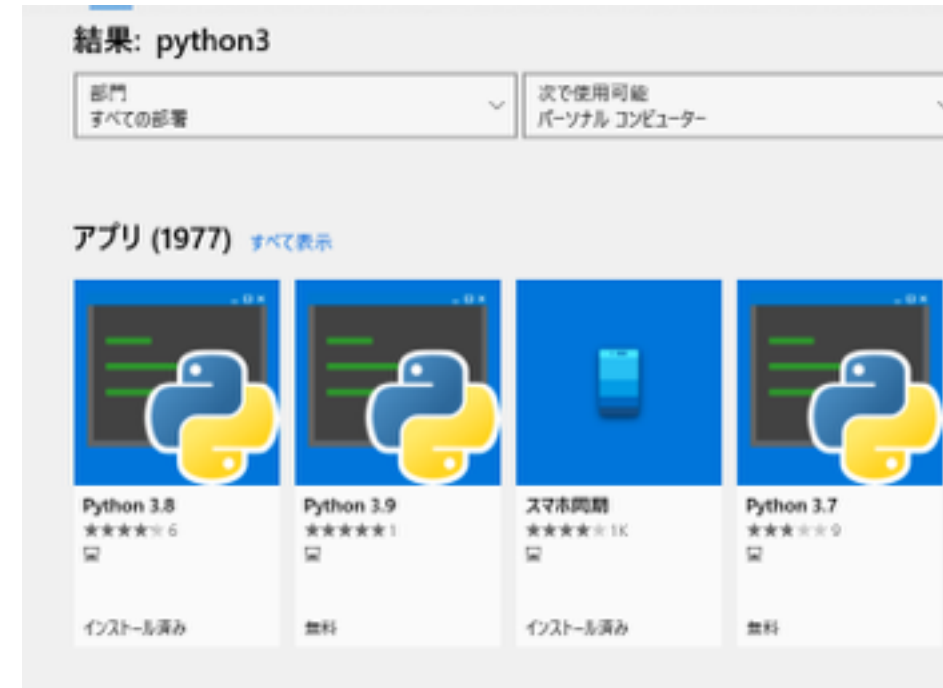 結果: python3
部門
すべての部署
次で使用可能
パーソナル コンピューター
アプリ (1977) すべて表示
Python 3.8
6
インストール済み
Python 3.9
1
無料
スマホ同期
1K
インストール済み
Python 3.7
9
無料